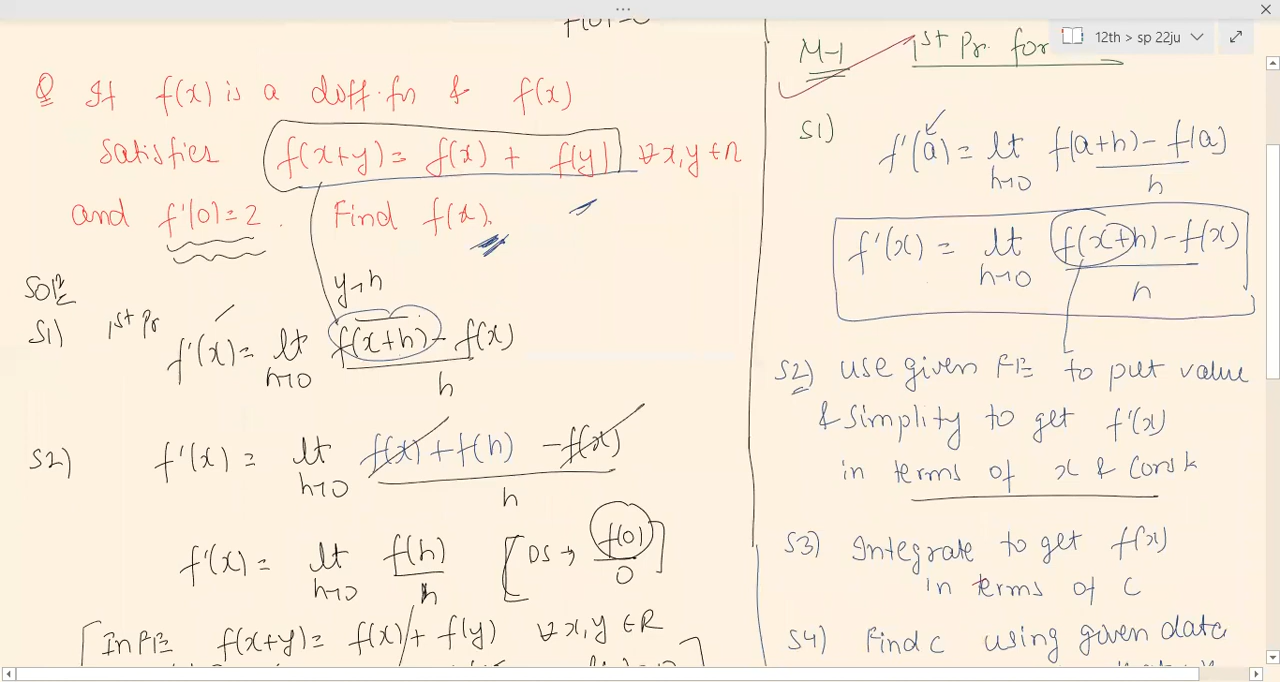 12th > sp 22ju
Q If f(x) is a diff. fn & f(x)
satisfies f(x+y) = f(x) + f(y) ∀ x, y ∈ R
and f'(0) = 2. Find f(x).
Soln
y→h
S1) 1st Pr f'(x) = lt h→0 f(x+h) - f(x) / h
S2) f'(x) = lt h→0 f(x) + f(h) - f(x) / h
f'(x) = lt h→0 f(h) / h [DS → f(0) / 0]
[In FE f(x+y) = f(x) + f(y) ∀ x, y ∈ R
M-1 1st Pr. for
S1) f'(a) = lt h→0 f(a+h) - f(a) / h
f'(x) = lt h→0 f(x+h) - f(x) / h
S2) Use given FE to put value
& simplity to get f'(x)
in terms of x & const
S3) Integrate to get f(x)
in terms of C
S4) Find C using given data